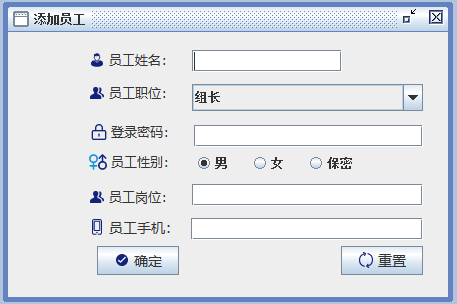 添加员工
员工姓名：
员工职位： 组长
登录密码：
员工性别： 男 女 保密
员工岗位：
员工手机：
确定 重置